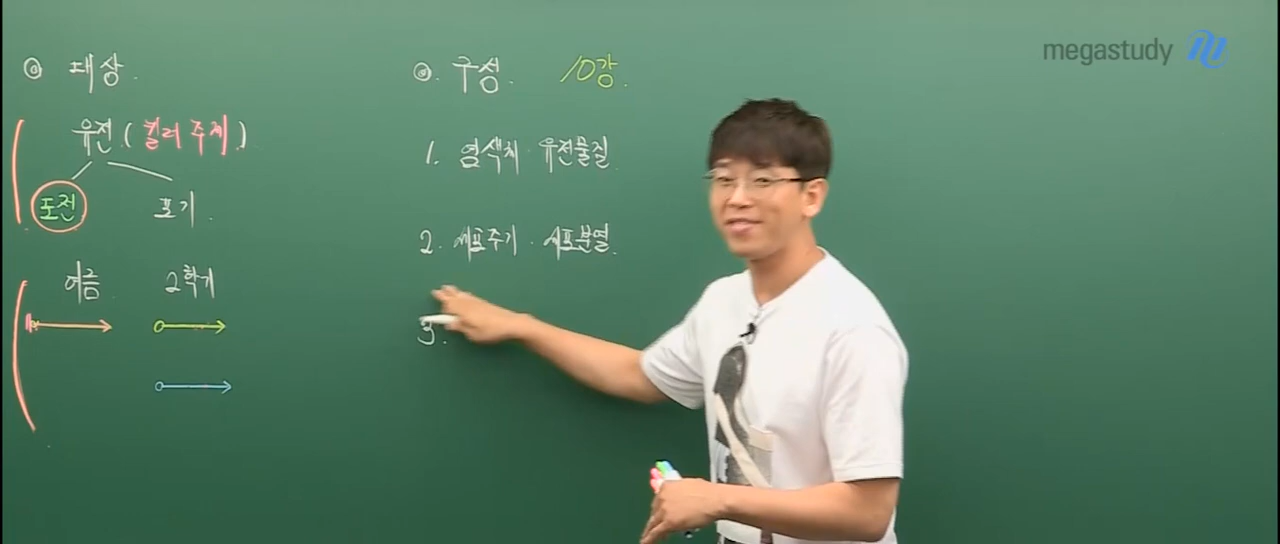 megastudy
◎ 대상.
유전 (킬러 주제)
도전 포기.
여름 2학기
◎. 구성. 10강.
1. 염색체·유전물질.
2. 세포주기·세포분열.
3.